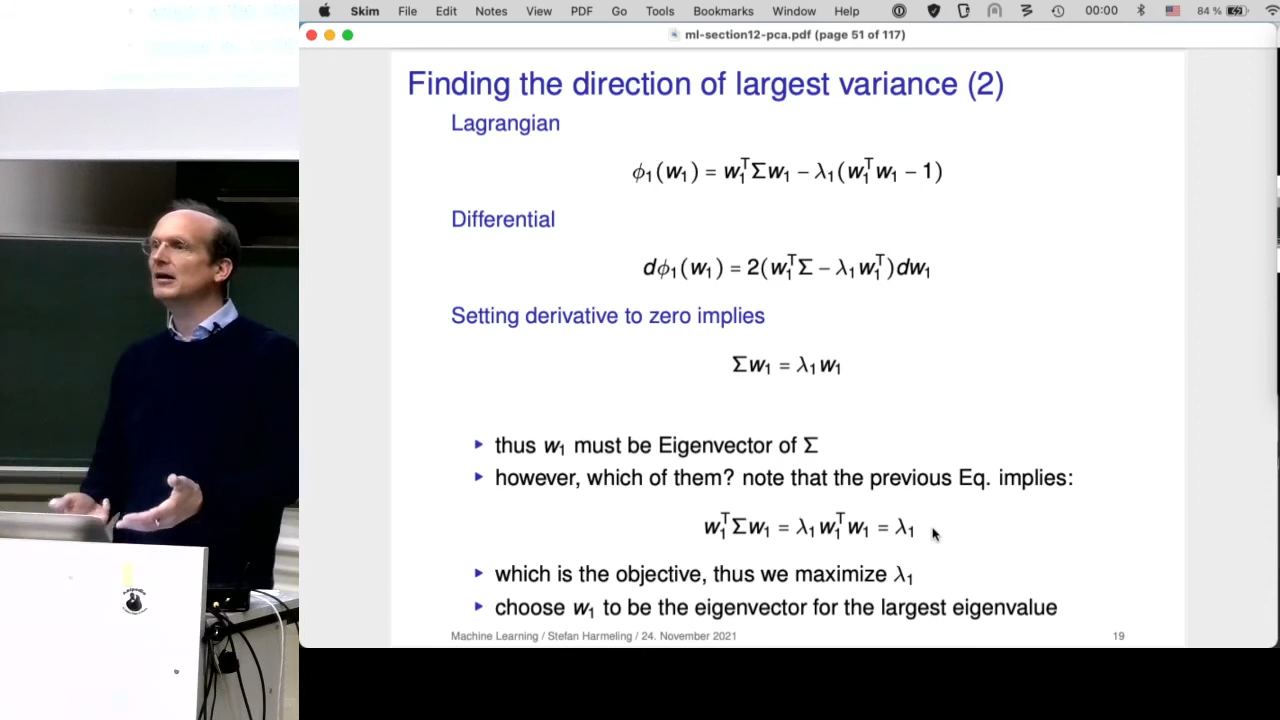 Skim File Edit Notes View PDF Go Tools Bookmarks Window Help 00:00 84 %
ml-section12-pca.pdf (page 51 of 117)
Finding the direction of largest variance (2)
Lagrangian
ϕ₁(w₁) = w₁ᵀΣw₁ − λ₁(w₁ᵀw₁ − 1)
Differential
dϕ₁(w₁) = 2(w₁ᵀΣ − λ₁w₁ᵀ)dw₁
Setting derivative to zero implies
Σw₁ = λ₁w₁
▸ thus w₁ must be Eigenvector of Σ
▸ however, which of them? note that the previous Eq. implies:
w₁ᵀΣw₁ = λ₁w₁ᵀw₁ = λ₁
▸ which is the objective, thus we maximize λ₁
▸ choose w₁ to be the eigenvector for the largest eigenvalue
Machine Learning / Stefan Harmeling / 24. November 2021 19